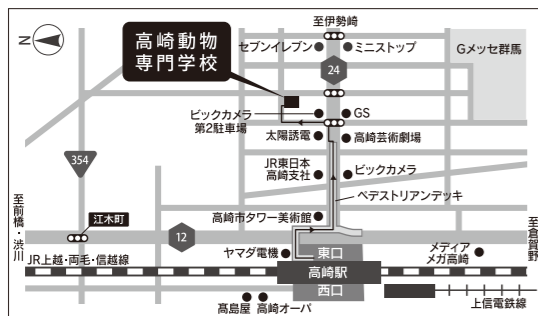 至伊勢崎
N
高崎動物
専門学校
セブンイレブン
ミニストップ
Gメッセ群馬
24
ビックカメラ
第2駐車場
GS
太陽誘電
高崎芸術劇場
354
JR東日本
高崎支社
ビックカメラ
ペデストリアンデッキ
至前橋・渋川
江木町
12
高崎市タワー美術館
至倉賀野
JR上越・両毛・信越線
ヤマダ電機
東口
メディア
メガ高崎
高崎駅
西口
上信電鉄線
髙島屋
高崎オーパ